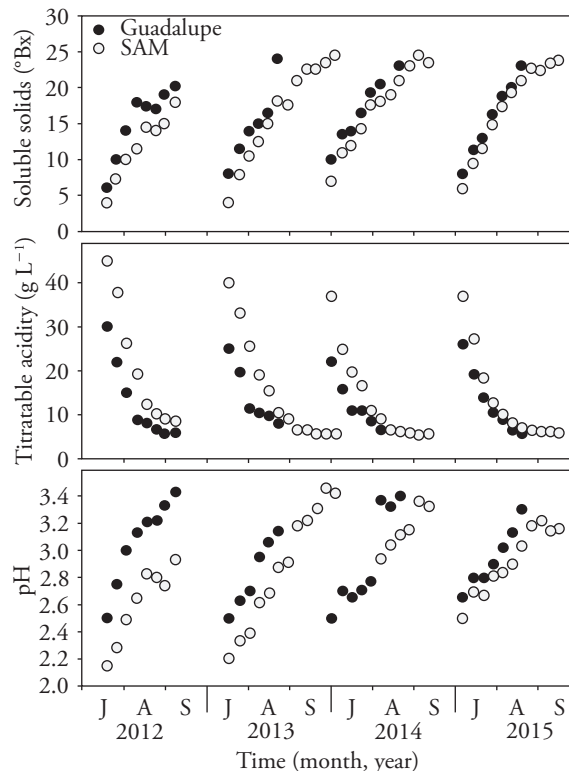 Guadalupe
SAM
Soluble solids (°Bx)
30
25
20
15
10
5
0
Titratable acidity (g L⁻¹)
40
30
20
10
0
pH
3.4
3.2
3.0
2.8
2.6
2.4
2.2
2.0
J A S J A S J A S J A S
2012 2013 2014 2015
Time (month, year)